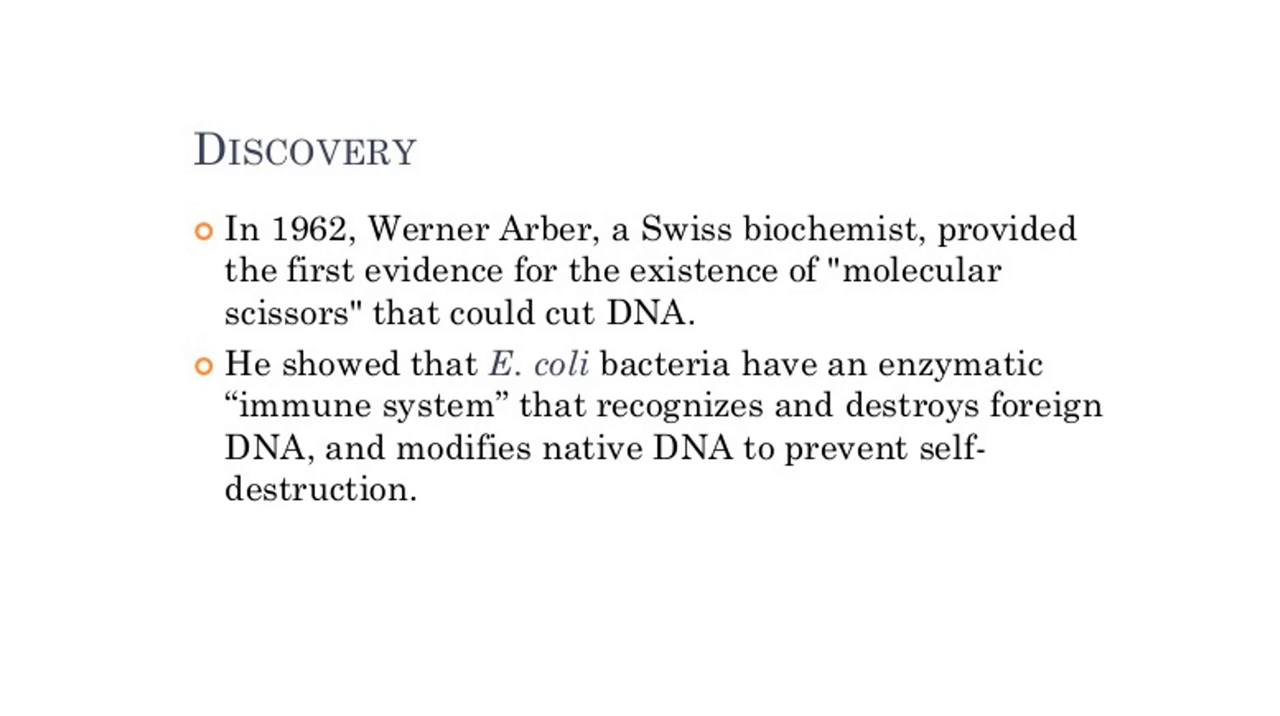 DISCOVERY
In 1962, Werner Arber, a Swiss biochemist, provided
the first evidence for the existence of "molecular
scissors" that could cut DNA.
He showed that E. coli bacteria have an enzymatic
“immune system” that recognizes and destroys foreign
DNA, and modifies native DNA to prevent self-
destruction.